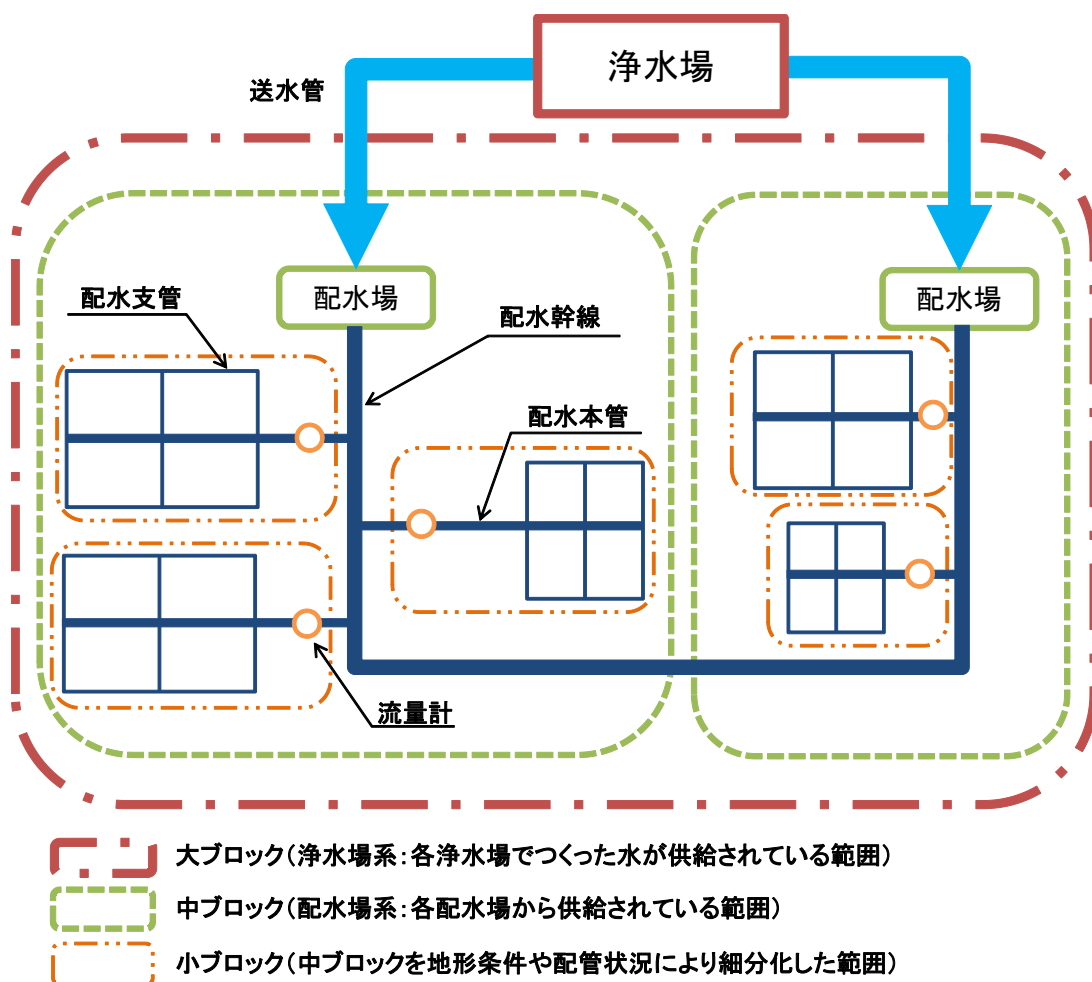 浄水場
送水管
配水場
配水場
配水支管
配水幹線
配水本管
流量計
大ブロック(浄水場系:各浄水場でつくった水が供給されている範囲)
中ブロック(配水場系:各配水場から供給されている範囲)
小ブロック(中ブロックを地形条件や配管状況により細分化した範囲)